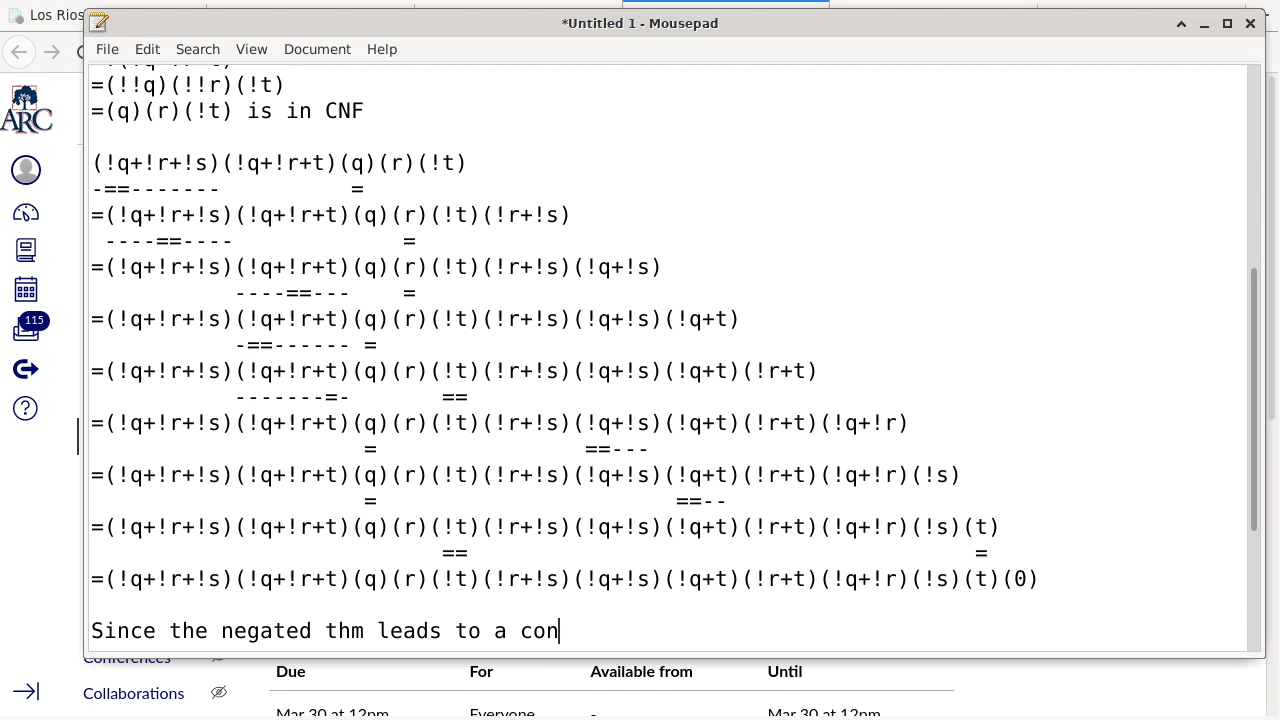 Los Rios
*Untitled 1 - Mousepad
File Edit Search View Document Help
=(!!q)(!!r)(!t)
=(q)(r)(!t) is in CNF
(!q+!r+!s)(!q+!r+t)(q)(r)(!t)
-==-------          =
=(!q+!r+!s)(!q+!r+t)(q)(r)(!t)(!r+!s)
 ----==----             =
=(!q+!r+!s)(!q+!r+t)(q)(r)(!t)(!r+!s)(!q+!s)
           ----==---    =
=(!q+!r+!s)(!q+!r+t)(q)(r)(!t)(!r+!s)(!q+!s)(!q+t)
           -==------ =
=(!q+!r+!s)(!q+!r+t)(q)(r)(!t)(!r+!s)(!q+!s)(!q+t)(!r+t)
           -------=-       ==
=(!q+!r+!s)(!q+!r+t)(q)(r)(!t)(!r+!s)(!q+!s)(!q+t)(!r+t)(!q+!r)
                     =                ==---
=(!q+!r+!s)(!q+!r+t)(q)(r)(!t)(!r+!s)(!q+!s)(!q+t)(!r+t)(!q+!r)(!s)
                     =                       ==--
=(!q+!r+!s)(!q+!r+t)(q)(r)(!t)(!r+!s)(!q+!s)(!q+t)(!r+t)(!q+!r)(!s)(t)
                           ==                                       =
=(!q+!r+!s)(!q+!r+t)(q)(r)(!t)(!r+!s)(!q+!s)(!q+t)(!r+t)(!q+!r)(!s)(t)(0)
Since the negated thm leads to a con
ARC
115
Conferences
Collaborations
Due For Available from Until
Mar 30 at 12pm Everyone - Mar 30 at 12pm